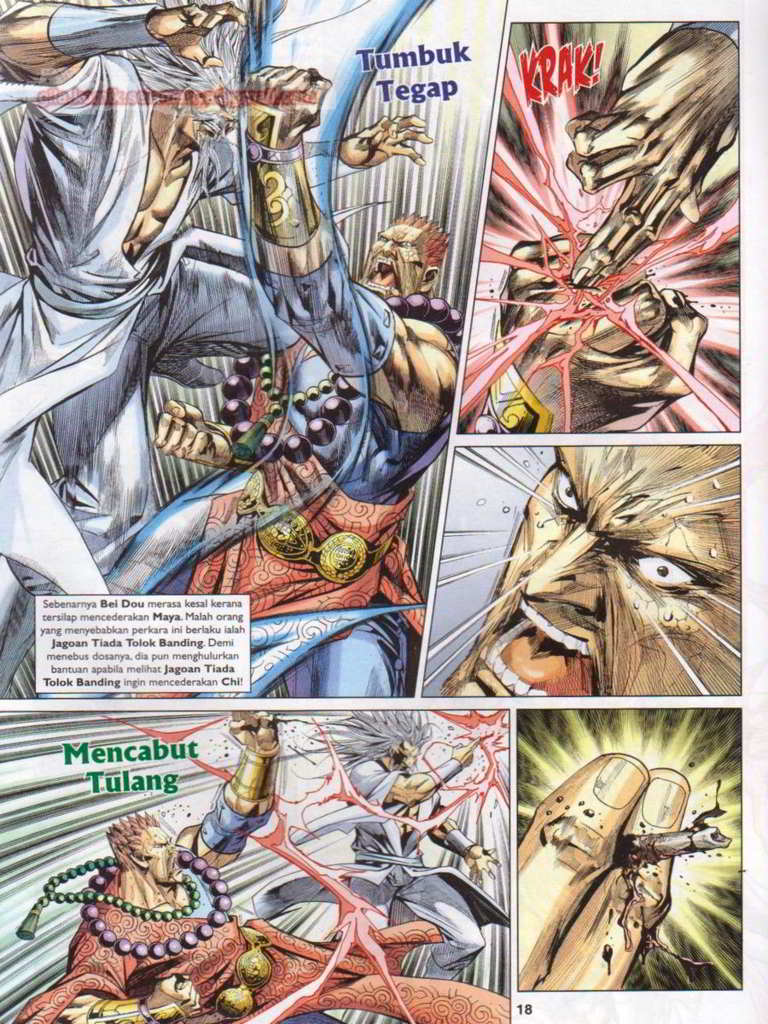 Tumbuk
Tegap
KRAK!
Sebenarnya Bei Dou merasa kesal kerana
tersilap mencederakan Maya. Malah orang
yang menyebabkan perkara ini berlaku ialah
Jagoan Tiada Tolok Banding. Demi
menebus dosanya, dia pun menghulurkan
bantuan apabila melihat Jagoan Tiada
Tolok Banding ingin mencederakan Chi!
Mencabut
Tulang
18